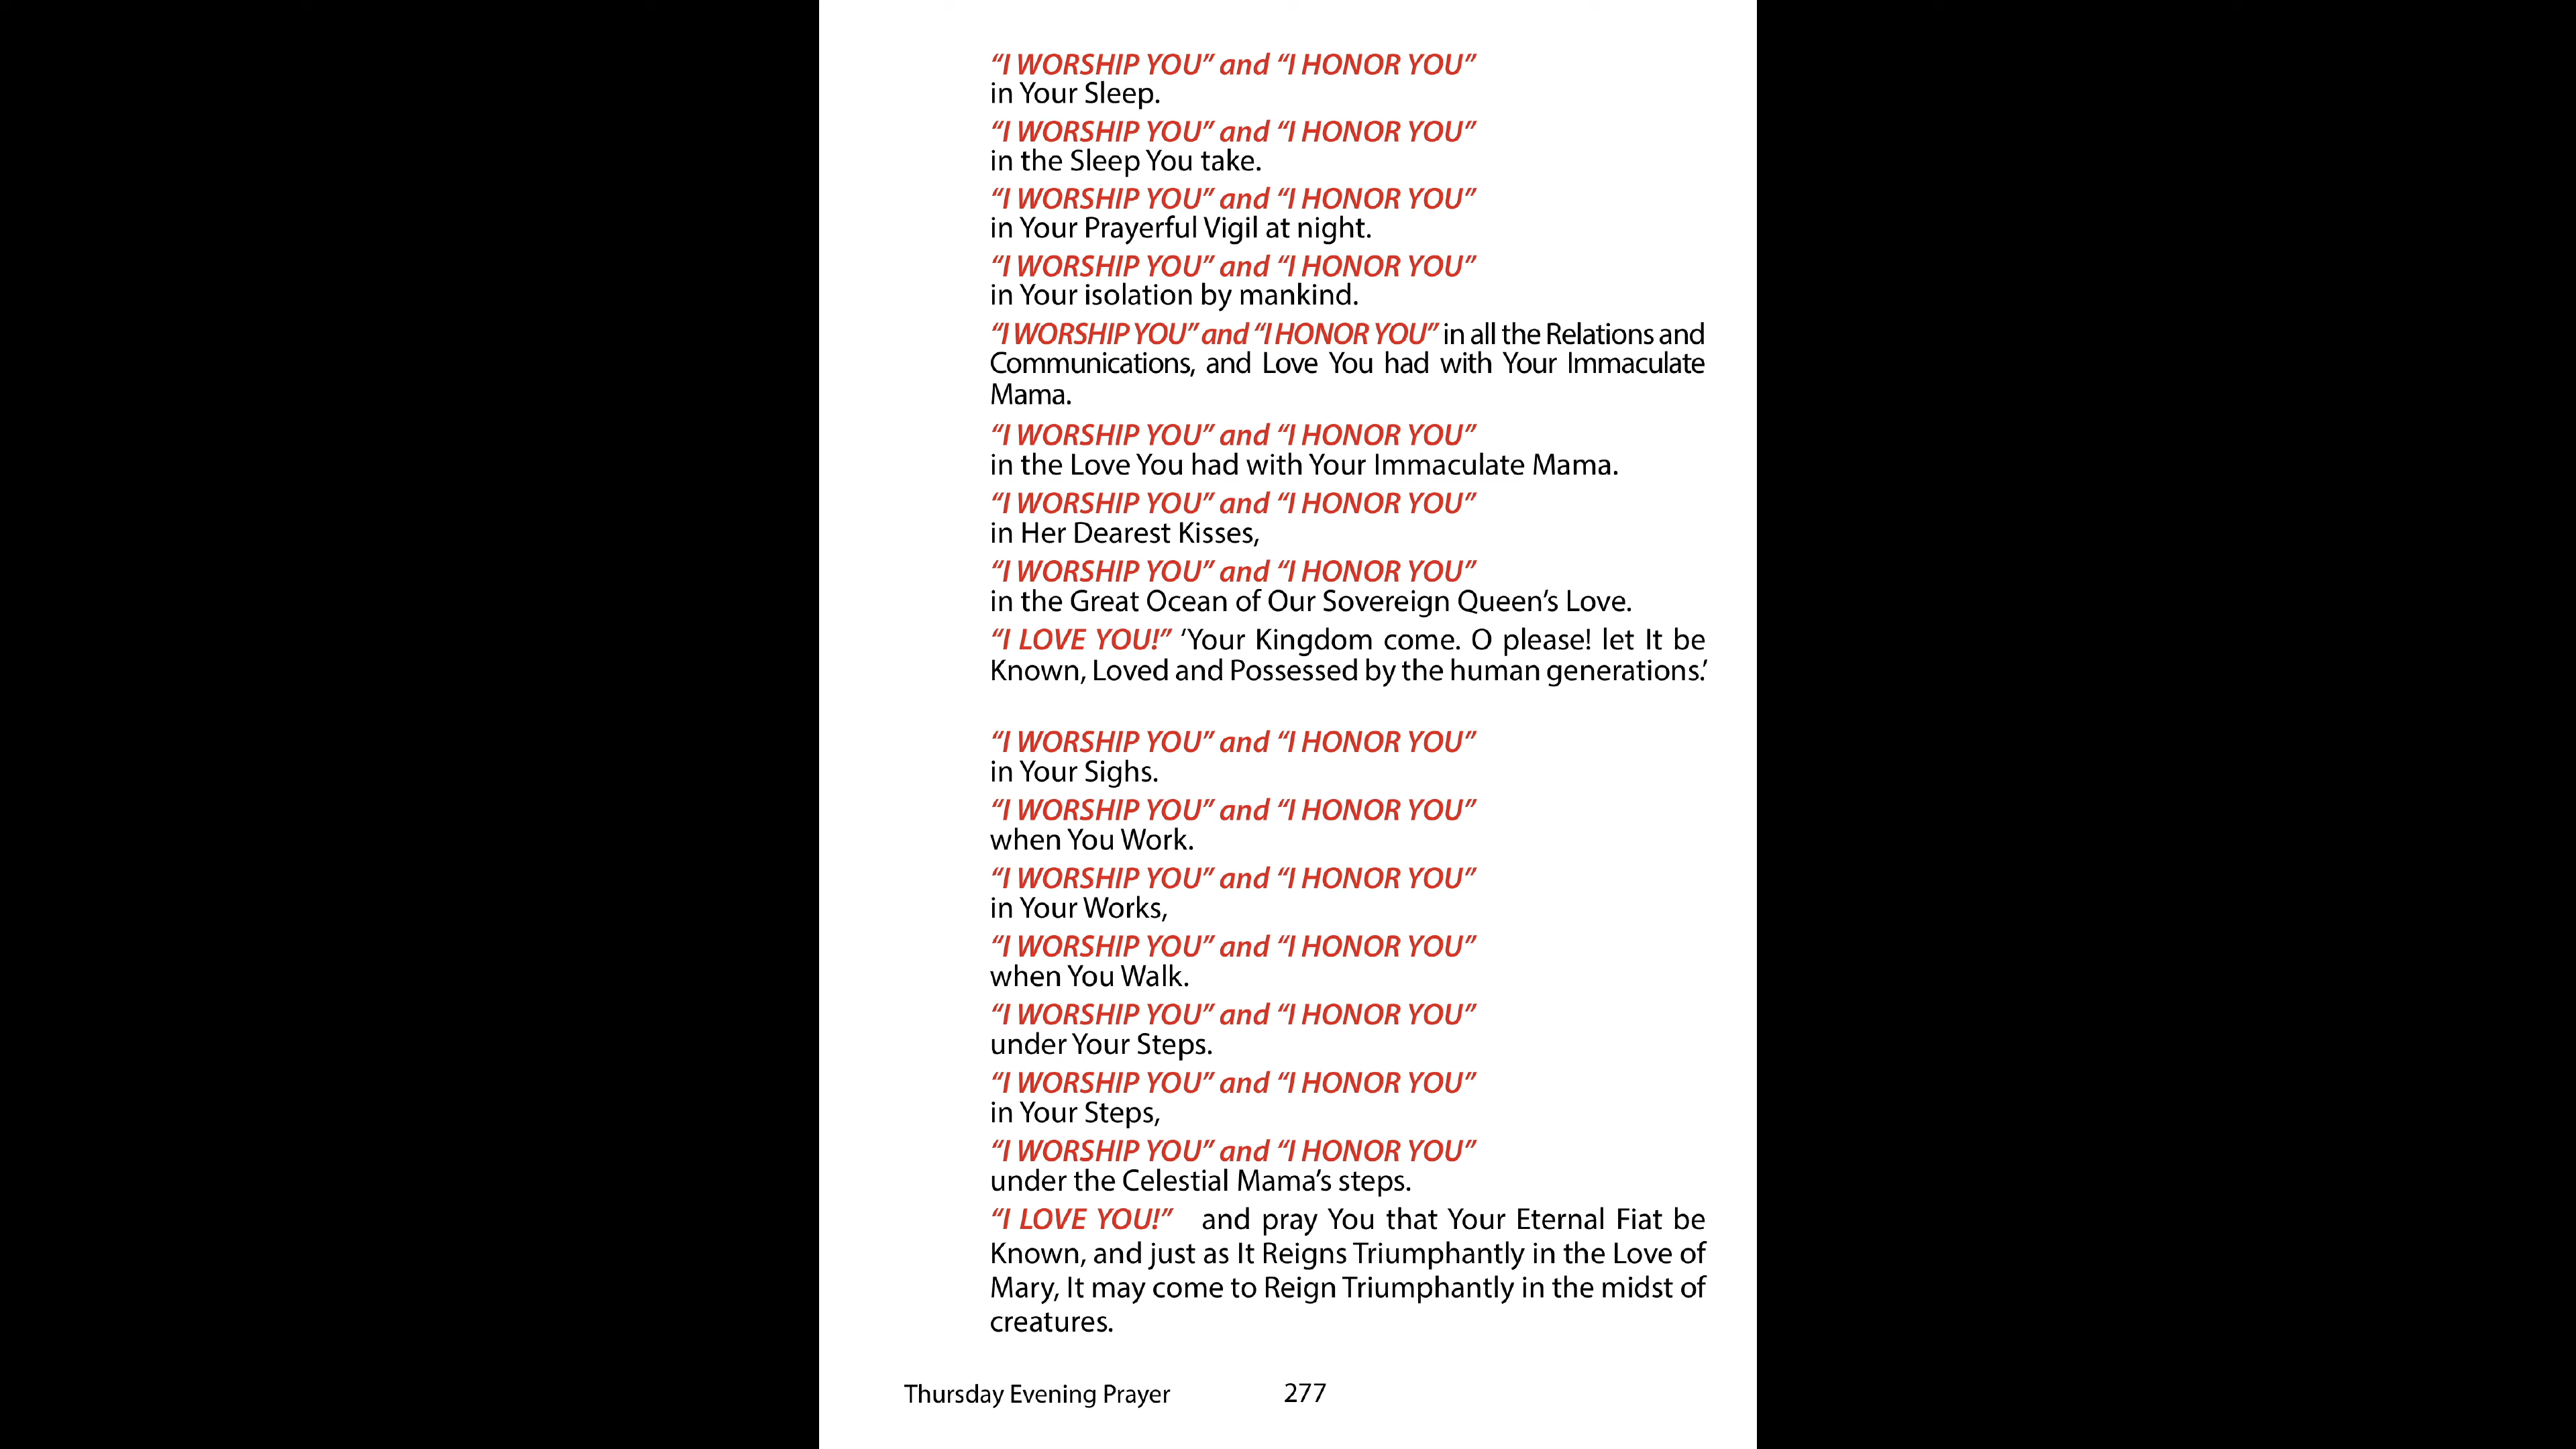 “I WORSHIP YOU” and “I HONOR YOU”
in Your Sleep.
“I WORSHIP YOU” and “I HONOR YOU”
in the Sleep You take.
“I WORSHIP YOU” and “I HONOR YOU”
in Your Prayerful Vigil at night.
“I WORSHIP YOU” and “I HONOR YOU”
in Your isolation by mankind.
“I WORSHIP YOU” and “I HONOR YOU” in all the Relations and
Communications, and Love You had with Your Immaculate
Mama.
“I WORSHIP YOU” and “I HONOR YOU”
in the Love You had with Your Immaculate Mama.
“I WORSHIP YOU” and “I HONOR YOU”
in Her Dearest Kisses,
“I WORSHIP YOU” and “I HONOR YOU”
in the Great Ocean of Our Sovereign Queen’s Love.
“I LOVE YOU!” ‘Your Kingdom come. O please! let It be
Known, Loved and Possessed by the human generations.’
“I WORSHIP YOU” and “I HONOR YOU”
in Your Sighs.
“I WORSHIP YOU” and “I HONOR YOU”
when You Work.
“I WORSHIP YOU” and “I HONOR YOU”
in Your Works,
“I WORSHIP YOU” and “I HONOR YOU”
when You Walk.
“I WORSHIP YOU” and “I HONOR YOU”
under Your Steps.
“I WORSHIP YOU” and “I HONOR YOU”
in Your Steps,
“I WORSHIP YOU” and “I HONOR YOU”
under the Celestial Mama’s steps.
“I LOVE YOU!” and pray You that Your Eternal Fiat be
Known, and just as It Reigns Triumphantly in the Love of
Mary, It may come to Reign Triumphantly in the midst of
creatures.
Thursday Evening Prayer 277